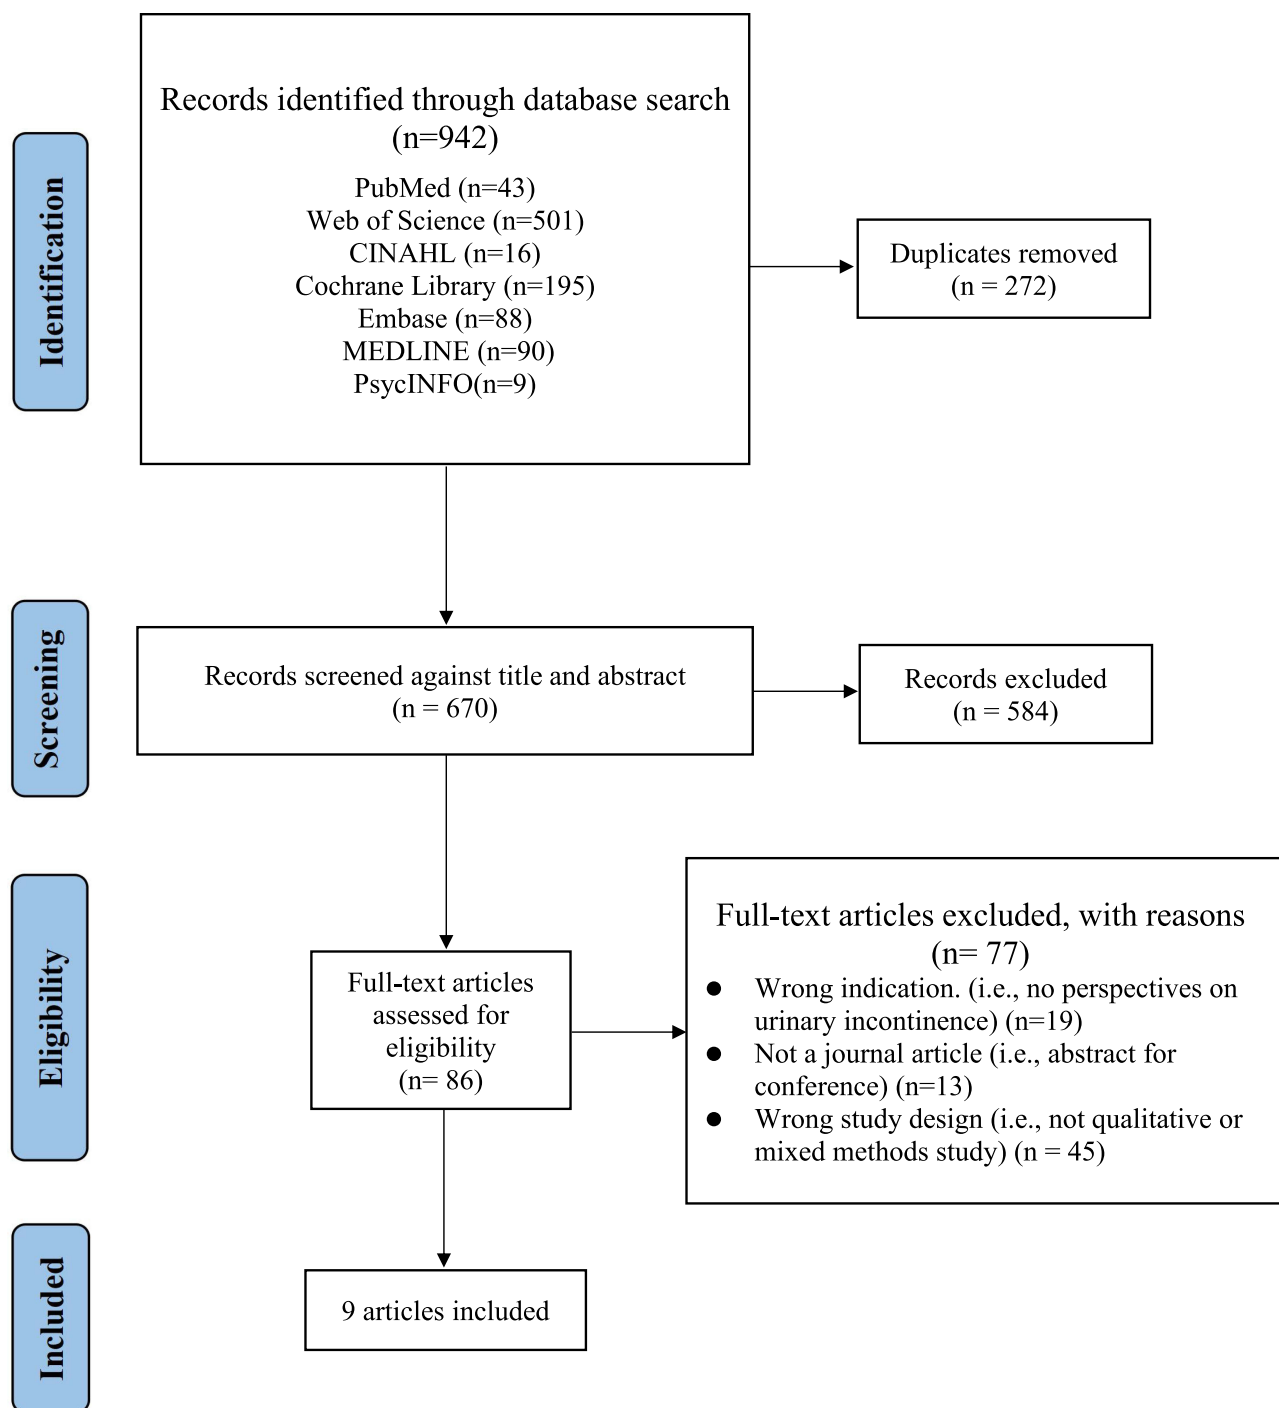 Identification
Records identified through database search
(n=942)
PubMed (n=43)
Web of Science (n=501)
CINAHL (n=16)
Cochrane Library (n=195)
Embase (n=88)
MEDLINE (n=90)
PsycINFO(n=9)
Duplicates removed
(n = 272)
Screening
Records screened against title and abstract
(n = 670)
Records excluded
(n = 584)
Eligibility
Full-text articles
assessed for
eligibility
(n= 86)
Full-text articles excluded, with reasons
(n= 77)
● Wrong indication. (i.e., no perspectives on
urinary incontinence) (n=19)
● Not a journal article (i.e., abstract for
conference) (n=13)
● Wrong study design (i.e., not qualitative or
mixed methods study) (n = 45)
Included
9 articles included